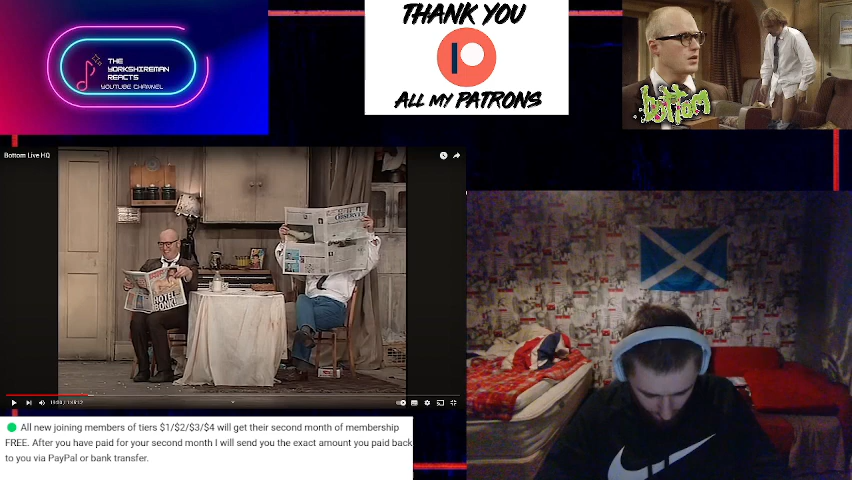 THE
YORKSHIREMAN
REACTS
YOUTUBE CHANNEL
THANK YOU
ALL MY PATRONS
bottom
Bottom Live HQ
OBSERVER
HOTEL
BONK
All new joining members of tiers $1/$2/$3/$4 will get their second month of membership
FREE. After you have paid for your second month I will send you the exact amount you paid back
to you via PayPal or bank transfer.